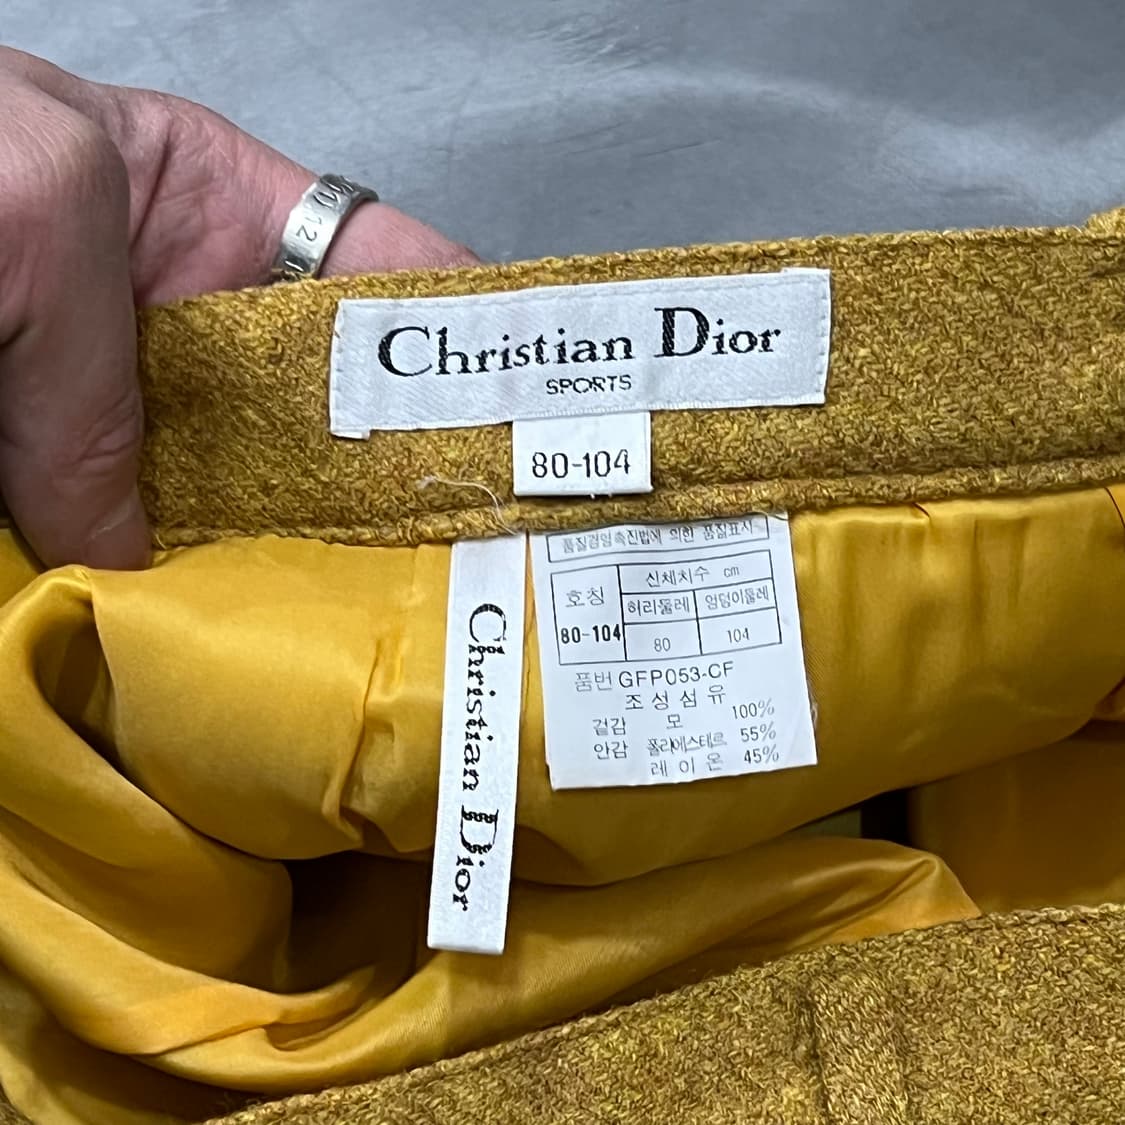 Christian Dior
SPORTS
80-104
품질경영촉진법에 의한 품질표시
호칭
신체치수 cm
허리둘레 엉덩이둘레
80-104 80 104
품번 GFP053-CF
조성섬유
겉감 모 100%
안감 폴리에스테르 55%
레이온 45%
Christian Dior
12